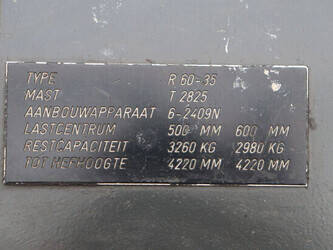 TYPE R 60-35
MAST T 2825
AANBOUWAPPARAAT 6-2409N
LASTCENTRUM 500 MM 600 MM
RESTCAPACITEIT 3260 KG 2980 KG
TOT HEFHOOGTE 4220 MM 4220 MM